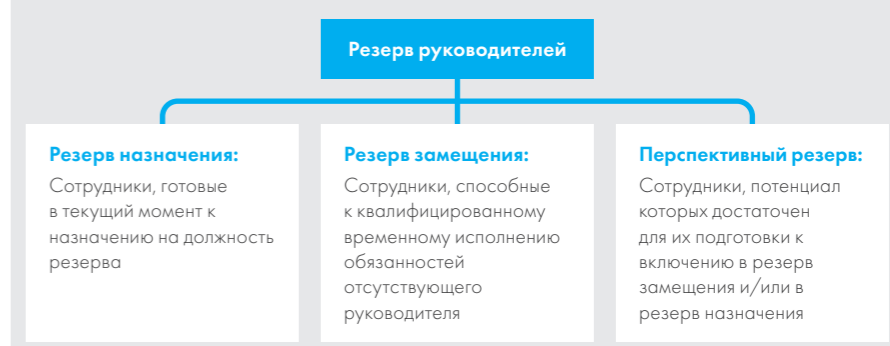 Резерв руководителей
Резерв назначения:
Сотрудники, готовые
в текущий момент к
назначению на должность
резерва
Резерв замещения:
Сотрудники, способные
к квалифицированному
временному исполнению
обязанностей
отсутствующего
руководителя
Перспективный резерв:
Сотрудники, потенциал
которых достаточен
для их подготовки к
включению в резерв
замещения и/или в
резерв назначения